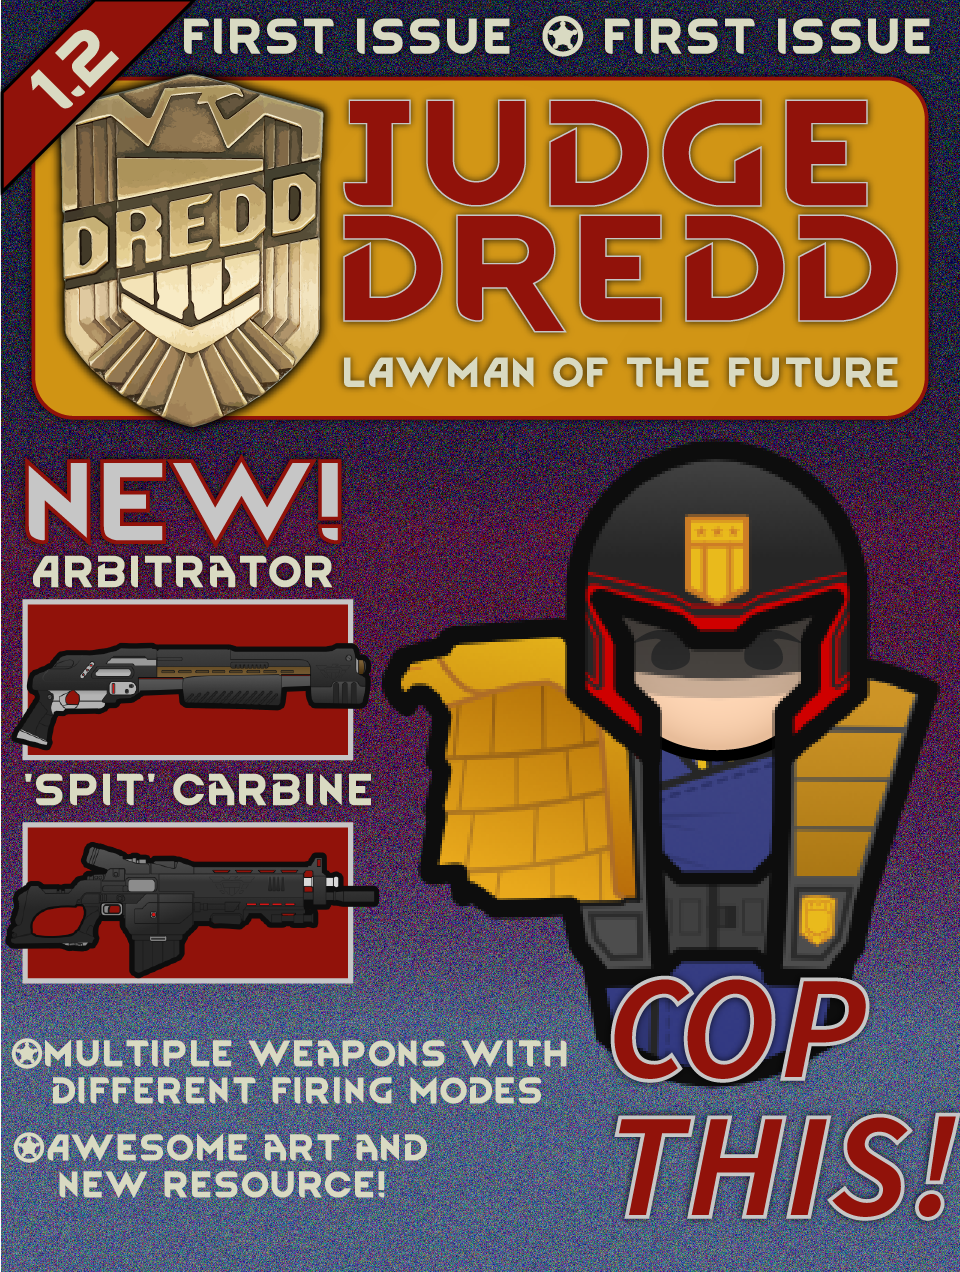 FIRST ISSUE FIRST ISSUE
1.2
DREDD
JUDGE
DREDD
LAWMAN OF THE FUTURE
NEW!
ARBITRATOR
'SPIT' CARBINE
MULTIPLE WEAPONS WITH
DIFFERENT FIRING MODES
AWESOME ART AND
NEW RESOURCE!
COP
THIS!